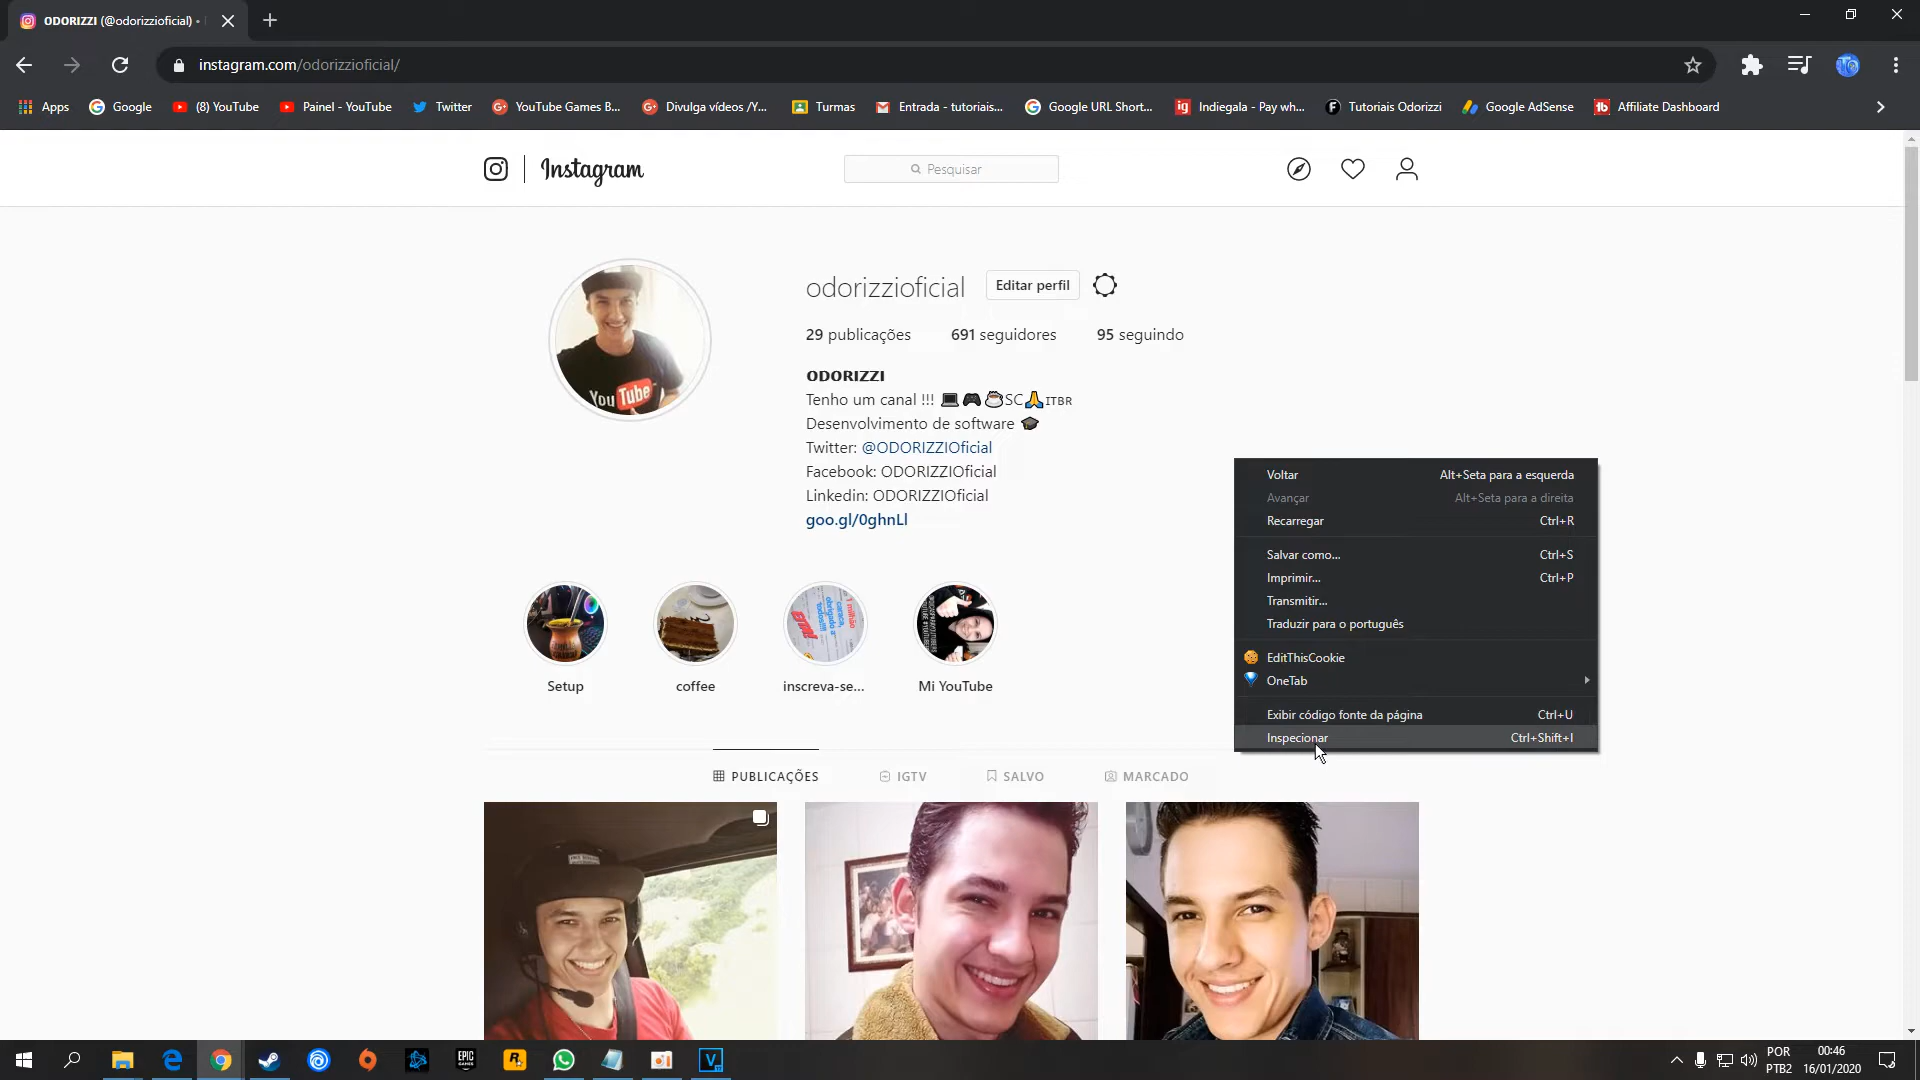 ODORIZZI (@odorizzioficial) •
instagram.com/odorizzioficial/
Apps Google (8) YouTube Painel - YouTube Twitter YouTube Games B... Divulga vídeos /Y... Turmas Entrada - tutoriais... Google URL Short... Indiegala - Pay wh... Tutoriais Odorizzi Google AdSense Affiliate Dashboard
Instagram
Pesquisar
odorizzioficial Editar perfil
29 publicações 691 seguidores 95 seguindo
ODORIZZI
Tenho um canal !!! 💻🎮☕SC🙏ɪᴛʙʀ
Desenvolvimento de software 🎓
Twitter: @ODORIZZIOficial
Facebook: ODORIZZIOficial
Linkedin: ODORIZZIOficial
goo.gl/0ghnLl
You Tube
Setup coffee inscreva-se... Mi YouTube
Voltar Alt+Seta para a esquerda
Avançar Alt+Seta para a direita
Recarregar Ctrl+R
Salvar como... Ctrl+S
Imprimir... Ctrl+P
Transmitir...
Traduzir para o português
EditThisCookie
OneTab
Exibir código fonte da página Ctrl+U
Inspecionar Ctrl+Shift+I
PUBLICAÇÕES IGTV SALVO MARCADO
EPIC GAMES
POR
PTB2
00:46
16/01/2020